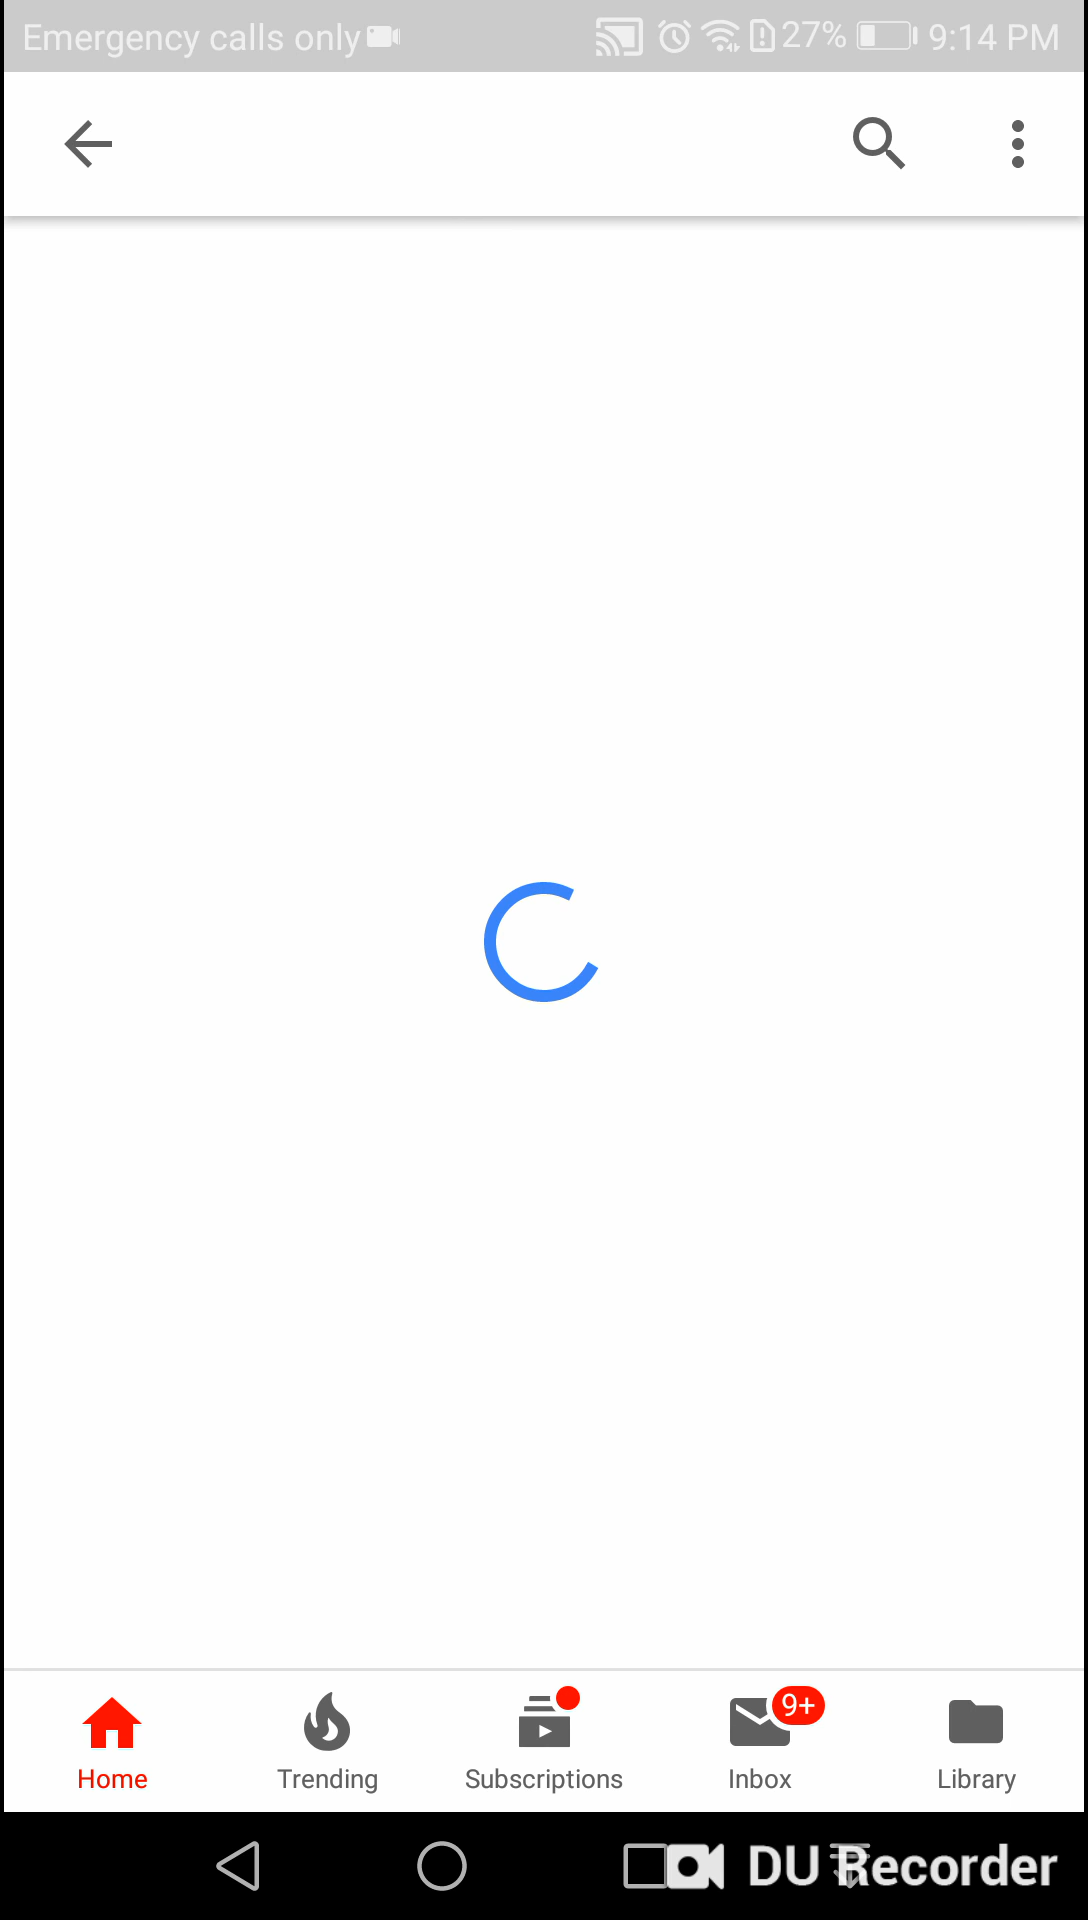 Emergency calls only 27% 9:14 PM
9+
Home Trending Subscriptions Inbox Library
DU Recorder